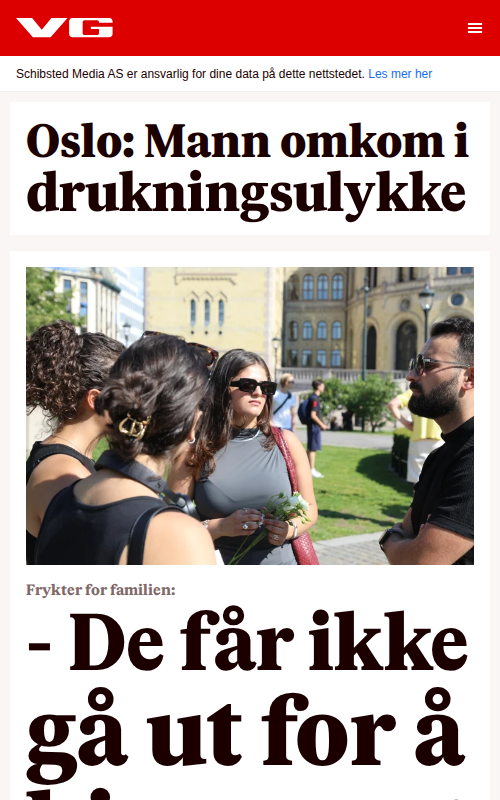 VG
Schibsted Media AS er ansvarlig for dine data på dette nettstedet. Les mer her
Oslo: Mann omkom i
drukningsulykke
Frykter for familien:
- De får ikke
gå ut for å